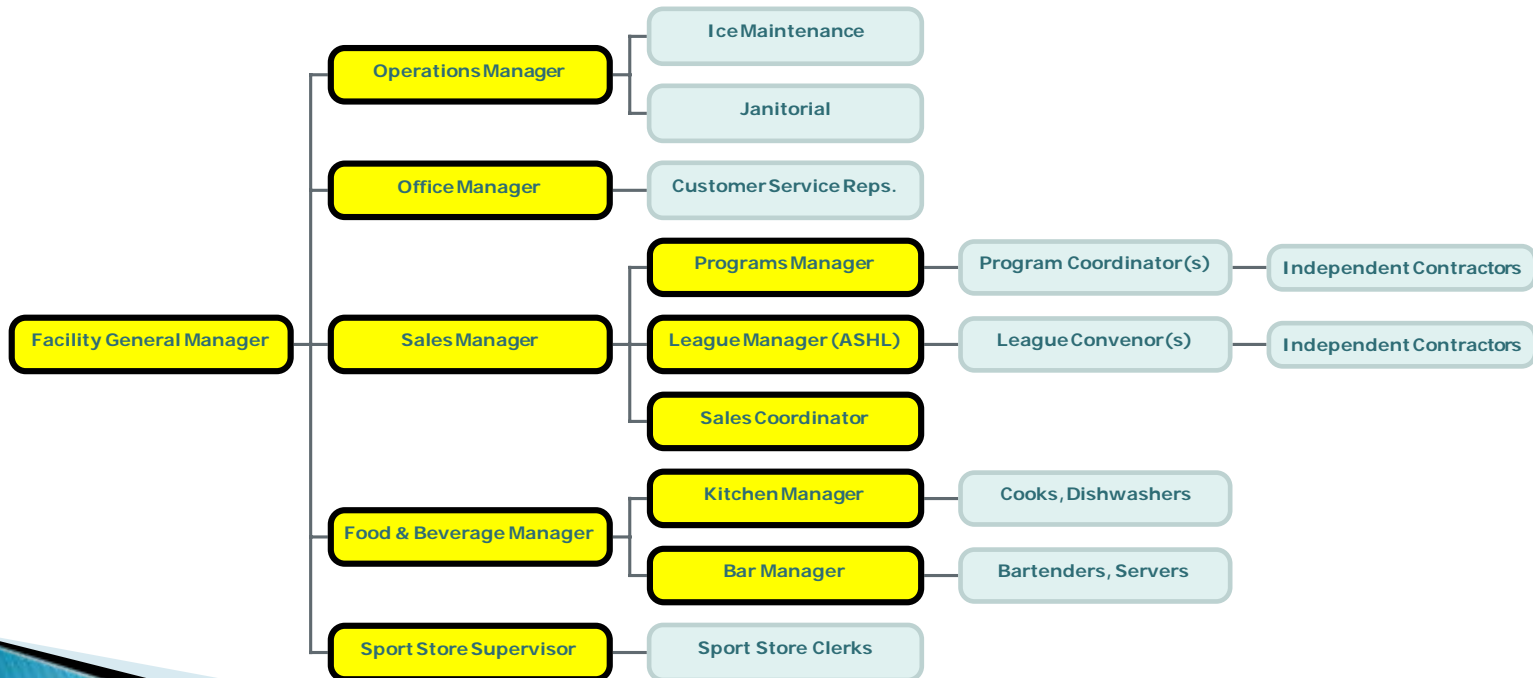 Ice Maintenance
Operations Manager
Janitorial
Office Manager
Customer Service Reps.
Programs Manager
Program Coordinator(s)
Independent Contractors
Facility General Manager
Sales Manager
League Manager (ASHL)
League Convenor(s)
Independent Contractors
Sales Coordinator
Kitchen Manager
Cooks, Dishwashers
Food & Beverage Manager
Bar Manager
Bartenders, Servers
Sport Store Supervisor
Sport Store Clerks